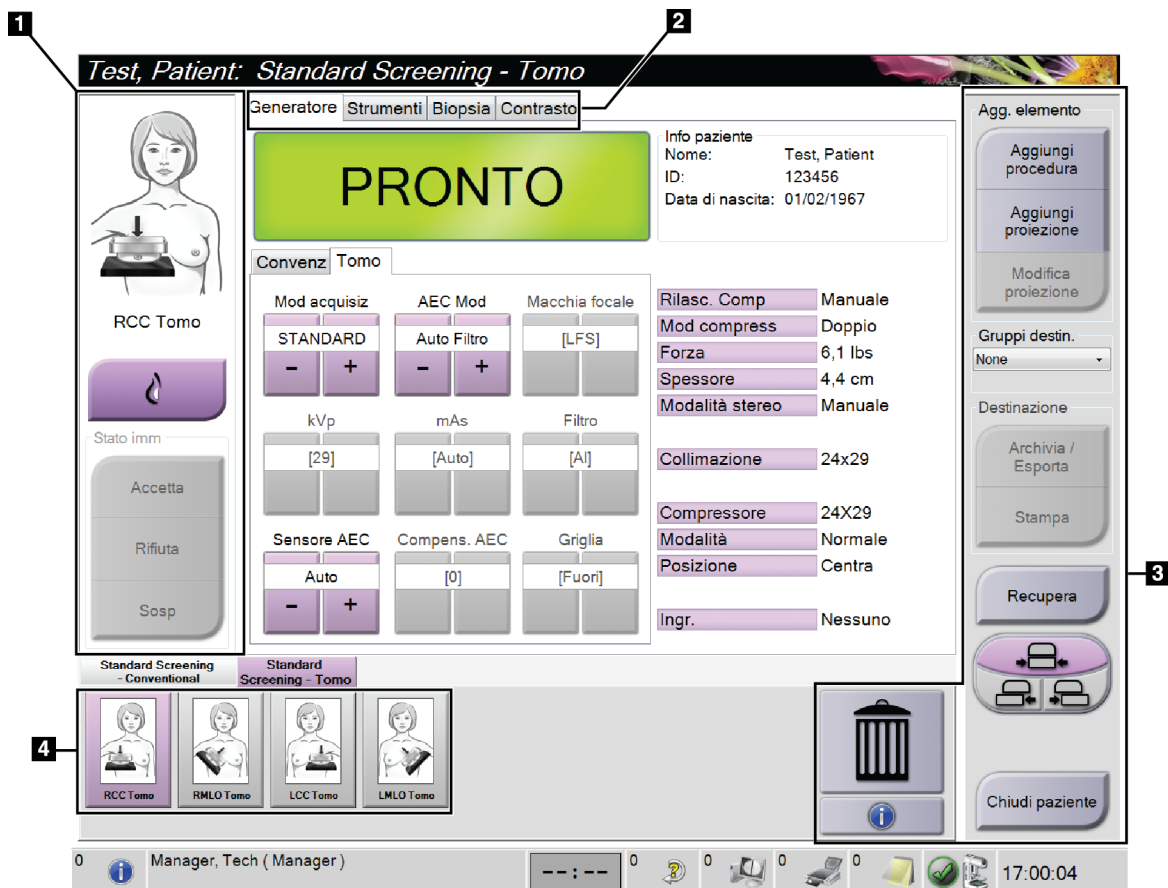 1
2
Test, Patient: Standard Screening - Tomo
Generatore Strumenti Biopsia Contrasto
PRONTO
Info paziente
Nome: Test, Patient
ID: 123456
Data di nascita: 01/02/1967
RCC Tomo
Stato imm
Accetta
Rifiuta
Sosp
Convenz Tomo
Mod acquisiz AEC Mod Macchia focale
STANDARD Auto Filtro [LFS]
- + - +
kVp mAs Filtro
[29] [Auto] [Al]
Sensore AEC Compens. AEC Griglia
Auto [0] [Fuori]
- +
Rilasc. Comp Manuale
Mod compress Doppio
Forza 6,1 lbs
Spessore 4,4 cm
Modalità stereo Manuale
Collimazione 24x29
Compressore 24X29
Modalità Normale
Posizione Centra
Ingr. Nessuno
Agg. elemento
Aggiungi
procedura
Aggiungi
proiezione
Modifica
proiezione
Gruppi destin.
None
Destinazione
Archivia /
Esporta
Stampa
3
Recupera
Chiudi paziente
Standard Screening
- Conventional
Standard
Screening - Tomo
4
RCC Tomo RMLO Tomo LCC Tomo LMLO Tomo
0 Manager, Tech ( Manager ) --:-- 0 0 0 0 17:00:04